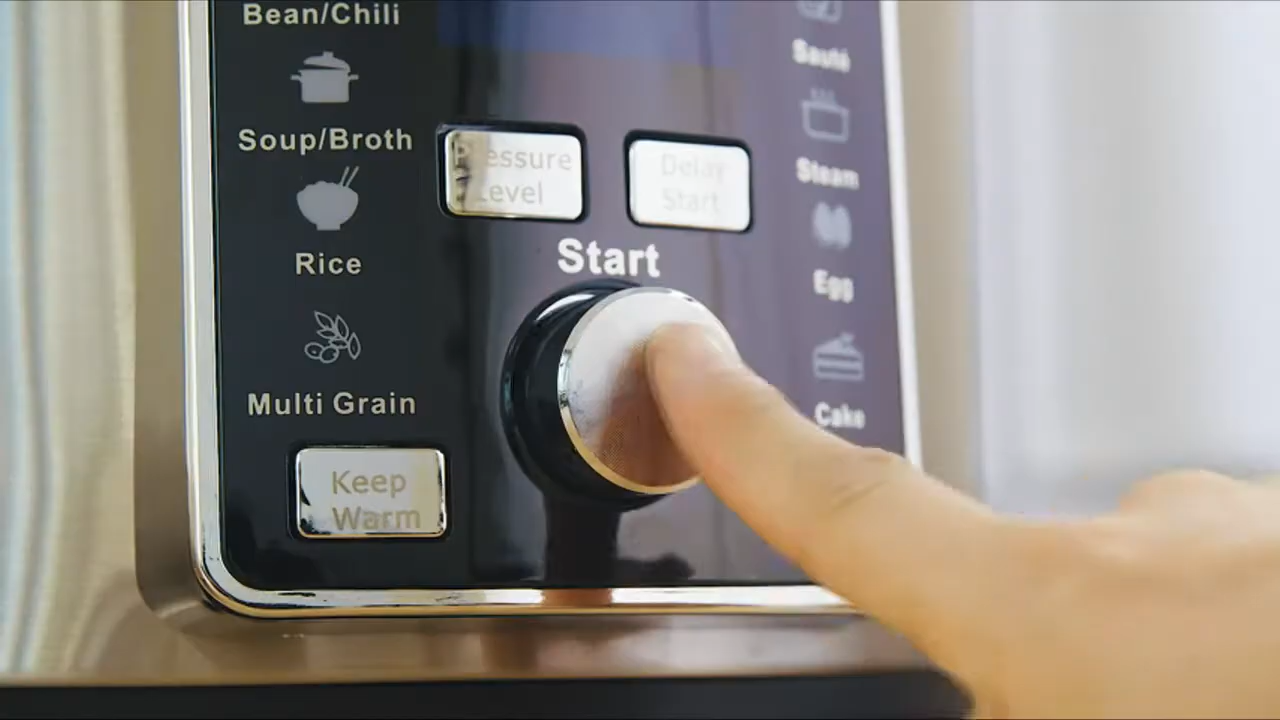 Bean/Chili
Soup/Broth
Rice
Multi Grain
Keep
Warm
Pressure
Level
Delay
Start
Start
Sauté
Steam
Egg
Cake